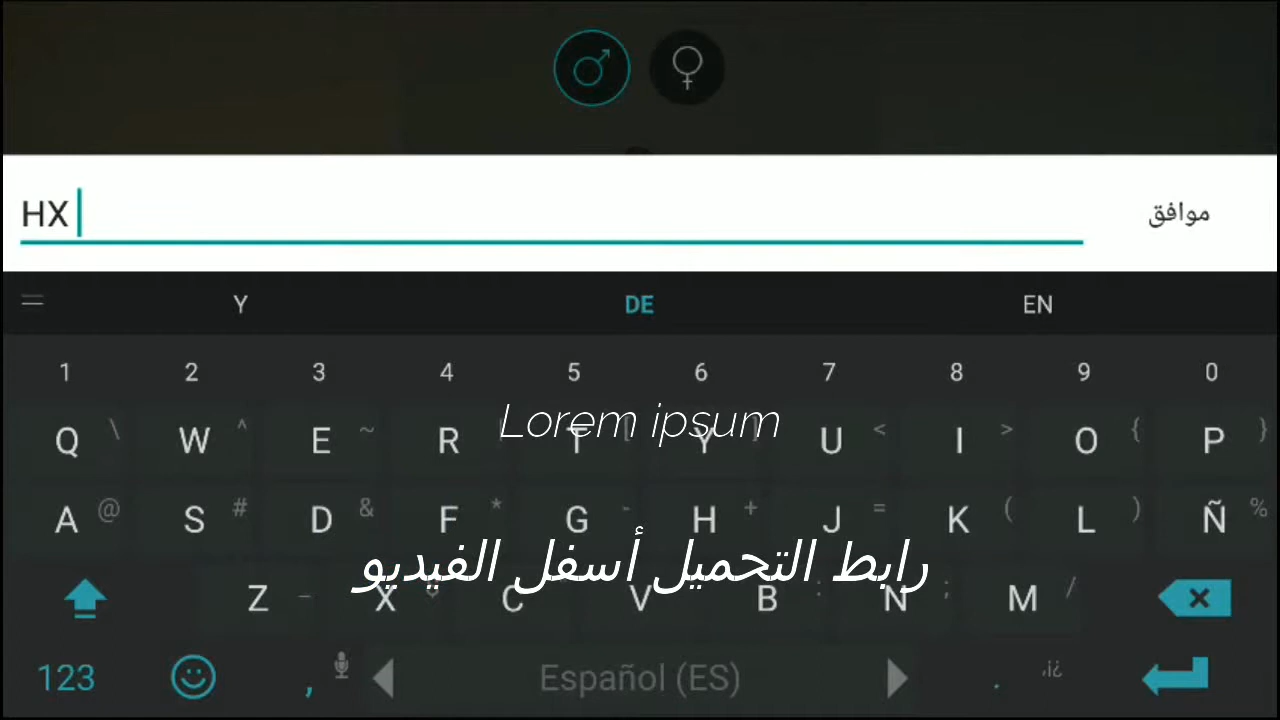 HX
موافق
Y DE EN
1 2 3 4 5 6 7 8 9 0
Lorem ipsum
Q \ W ^ E ~ R T [ Y ] U < I > O { P }
A @ S # D & F * G - H + J = K ( L ) Ñ %
رابط التحميل أسفل الفيديو
Z _ X C V B : N ; M /
123 , Español (ES) . ,¡¿